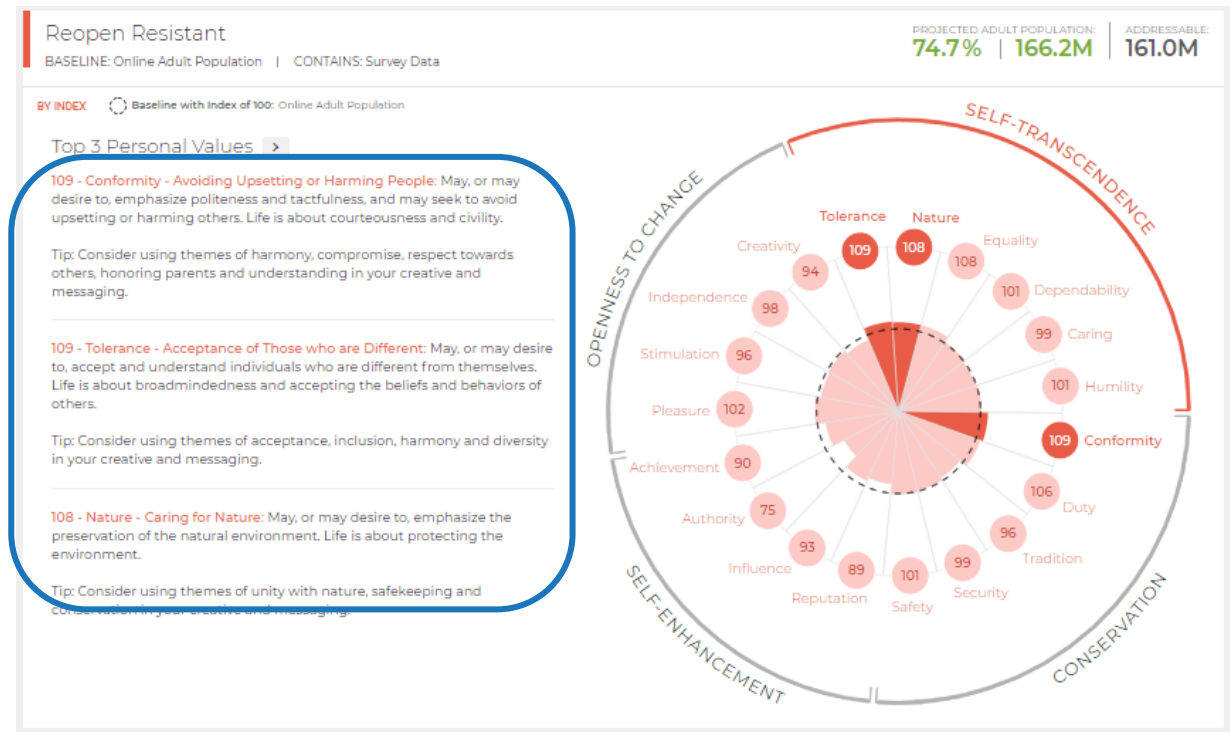 Reopen Resistant
BASELINE: Online Adult Population | CONTAINS: Survey Data
PROJECTED ADULT POPULATION:
74.7% | 166.2M
ADDRESSABLE:
161.0M
BY INDEX
Baseline with Index of 100: Online Adult Population
Top 3 Personal Values >
109 - Conformity - Avoiding Upsetting or Harming People: May, or may
desire to, emphasize politeness and tactfulness, and may seek to avoid
upsetting or harming others. Life is about courteousness and civility.
Tip: Consider using themes of harmony, compromise, respect towards
others, honoring parents and understanding in your creative and
messaging.
109 - Tolerance - Acceptance of Those who are Different: May, or may desire
to, accept and understand individuals who are different from themselves.
Life is about broadmindedness and accepting the beliefs and behaviors of
others.
Tip: Consider using themes of acceptance, inclusion, harmony and diversity
in your creative and messaging.
108 - Nature - Caring for Nature: May, or may desire to, emphasize the
preservation of the natural environment. Life is about protecting the
environment.
Tip: Consider using themes of unity with nature, safekeeping and
conservation in your creative and messaging.
SELF-TRANSCENDENCE
OPENNESS TO CHANGE
SELF-ENHANCEMENT
CONSERVATION
Tolerance
109
Nature
108
Equality
108
Dependability
101
Caring
99
Humility
101
Conformity
109
Duty
106
Tradition
96
Security
99
Safety
101
Reputation
89
Influence
93
Authority
75
Achievement
90
Pleasure
102
Stimulation
96
Independence
98
Creativity
94